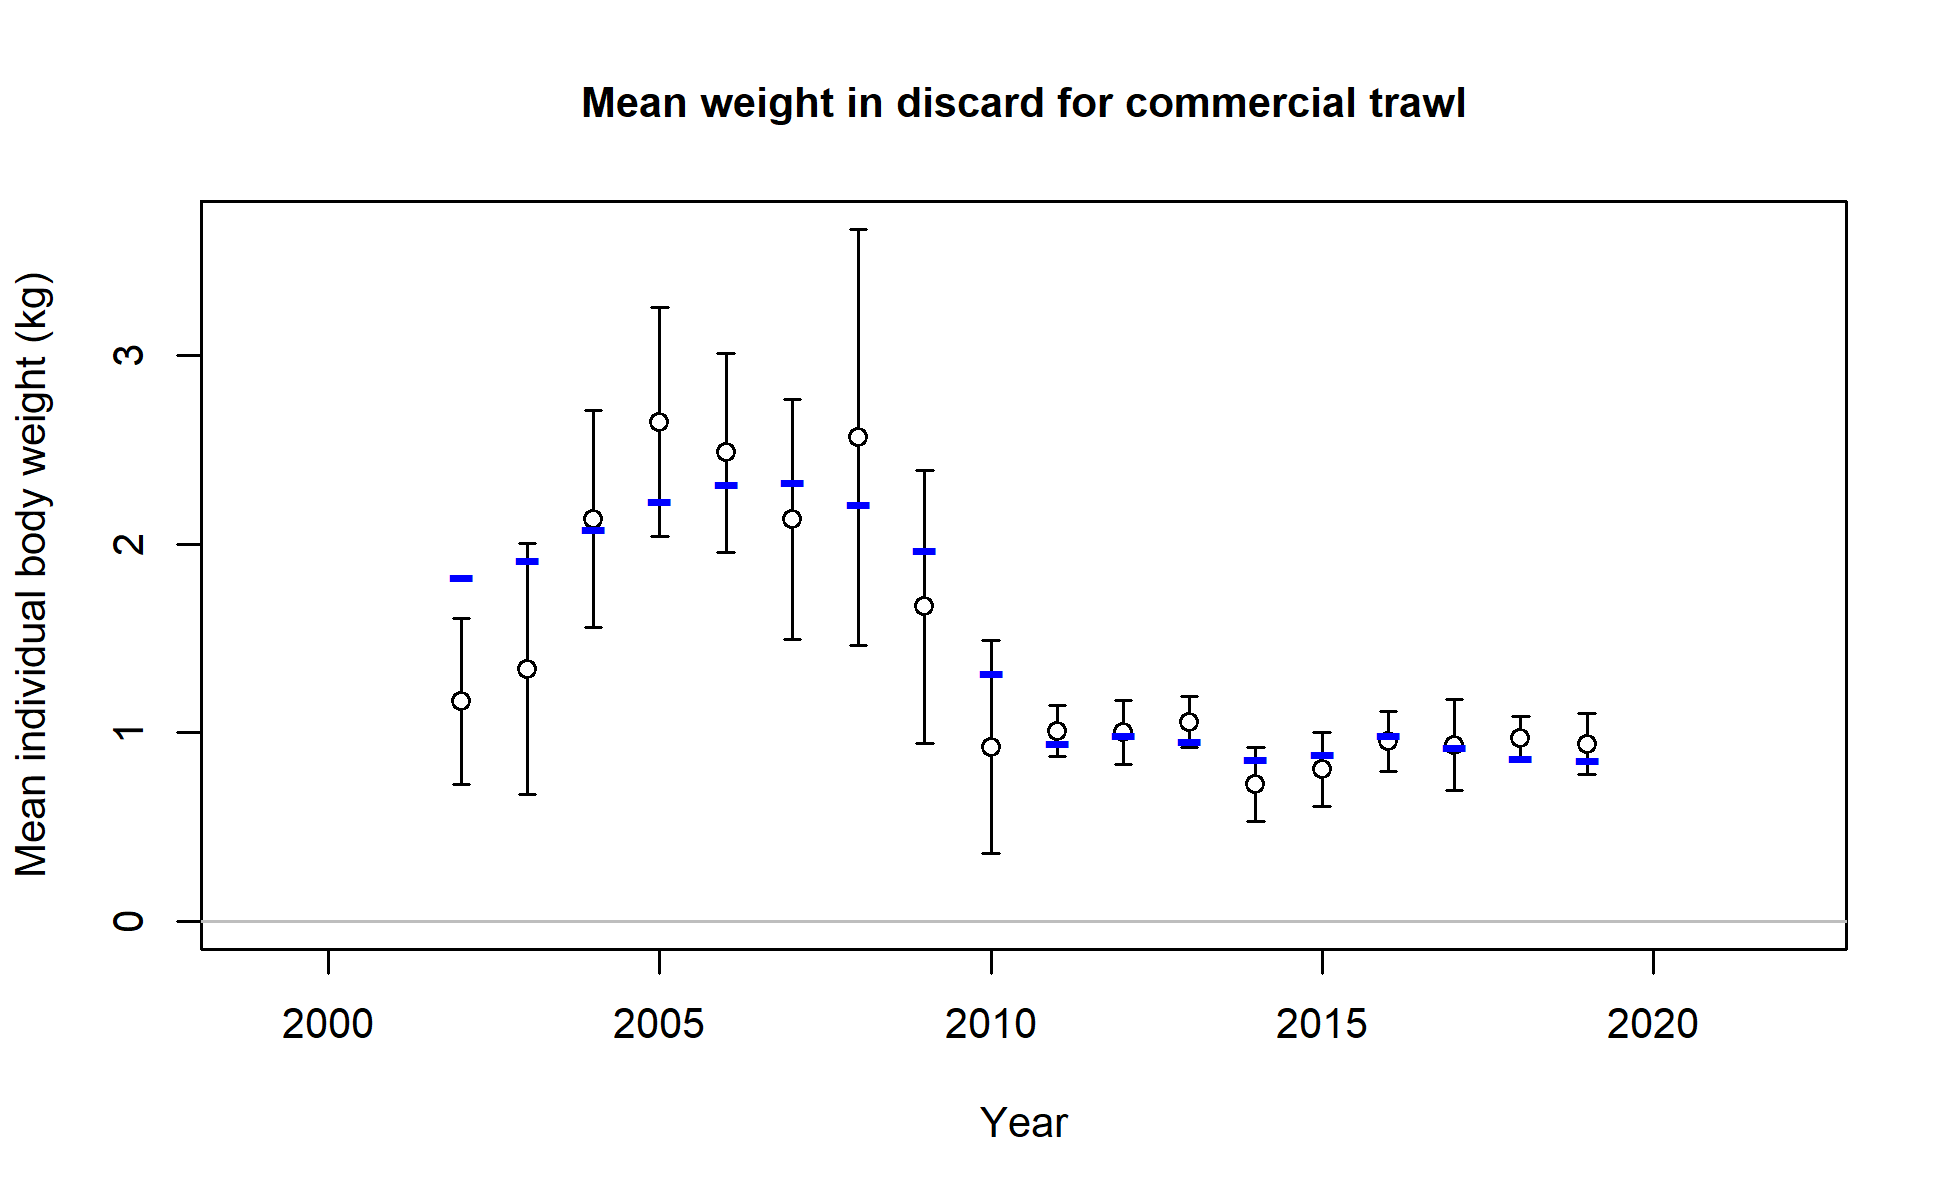 Mean weight in discard for commercial trawl
Mean individual body weight (kg)
3
2
1
0
2000 2005 2010 2015 2020
Year